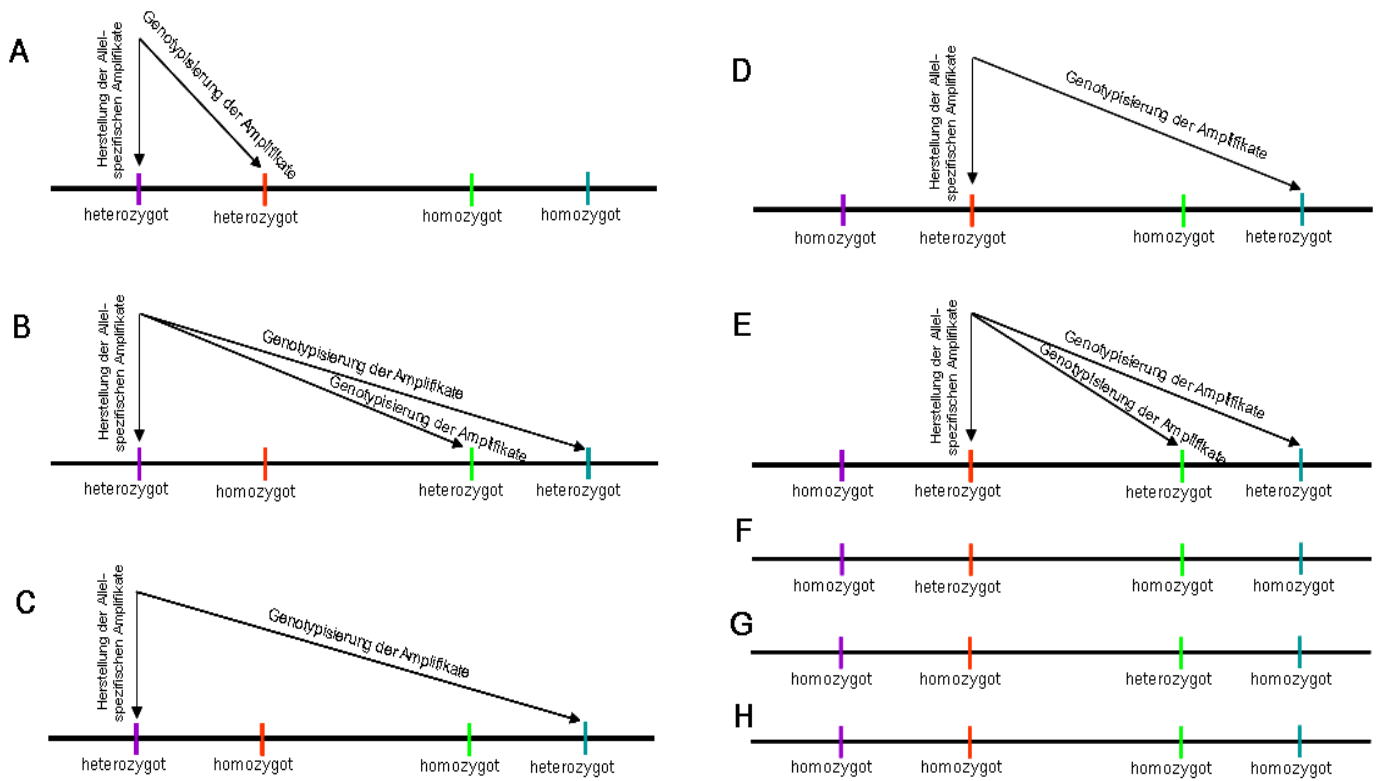 A
Herstellung der Allel-
spezifischen Amplifikate
Genotypisierung der Amplifikate
heterozygot
heterozygot
homozygot
homozygot
B
Herstellung der Allel-
spezifischen Amplifikate
Genotypisierung der Amplifikate
Genotypisierung der Amplifikate
heterozygot
homozygot
heterozygot
heterozygot
C
Herstellung der Allel-
spezifischen Amplifikate
Genotypisierung der Amplifikate
heterozygot
homozygot
homozygot
heterozygot
D
Herstellung der Allel-
spezifischen Amplifikate
Genotypisierung der Amplifikate
homozygot
heterozygot
homozygot
heterozygot
E
Herstellung der Allel-
spezifischen Amplifikate
Genotypisierung der Amplifikate
Genotypisierung der Amplifikate
homozygot
heterozygot
heterozygot
heterozygot
F
homozygot
heterozygot
homozygot
homozygot
G
homozygot
homozygot
heterozygot
homozygot
H
homozygot
homozygot
homozygot
homozygot